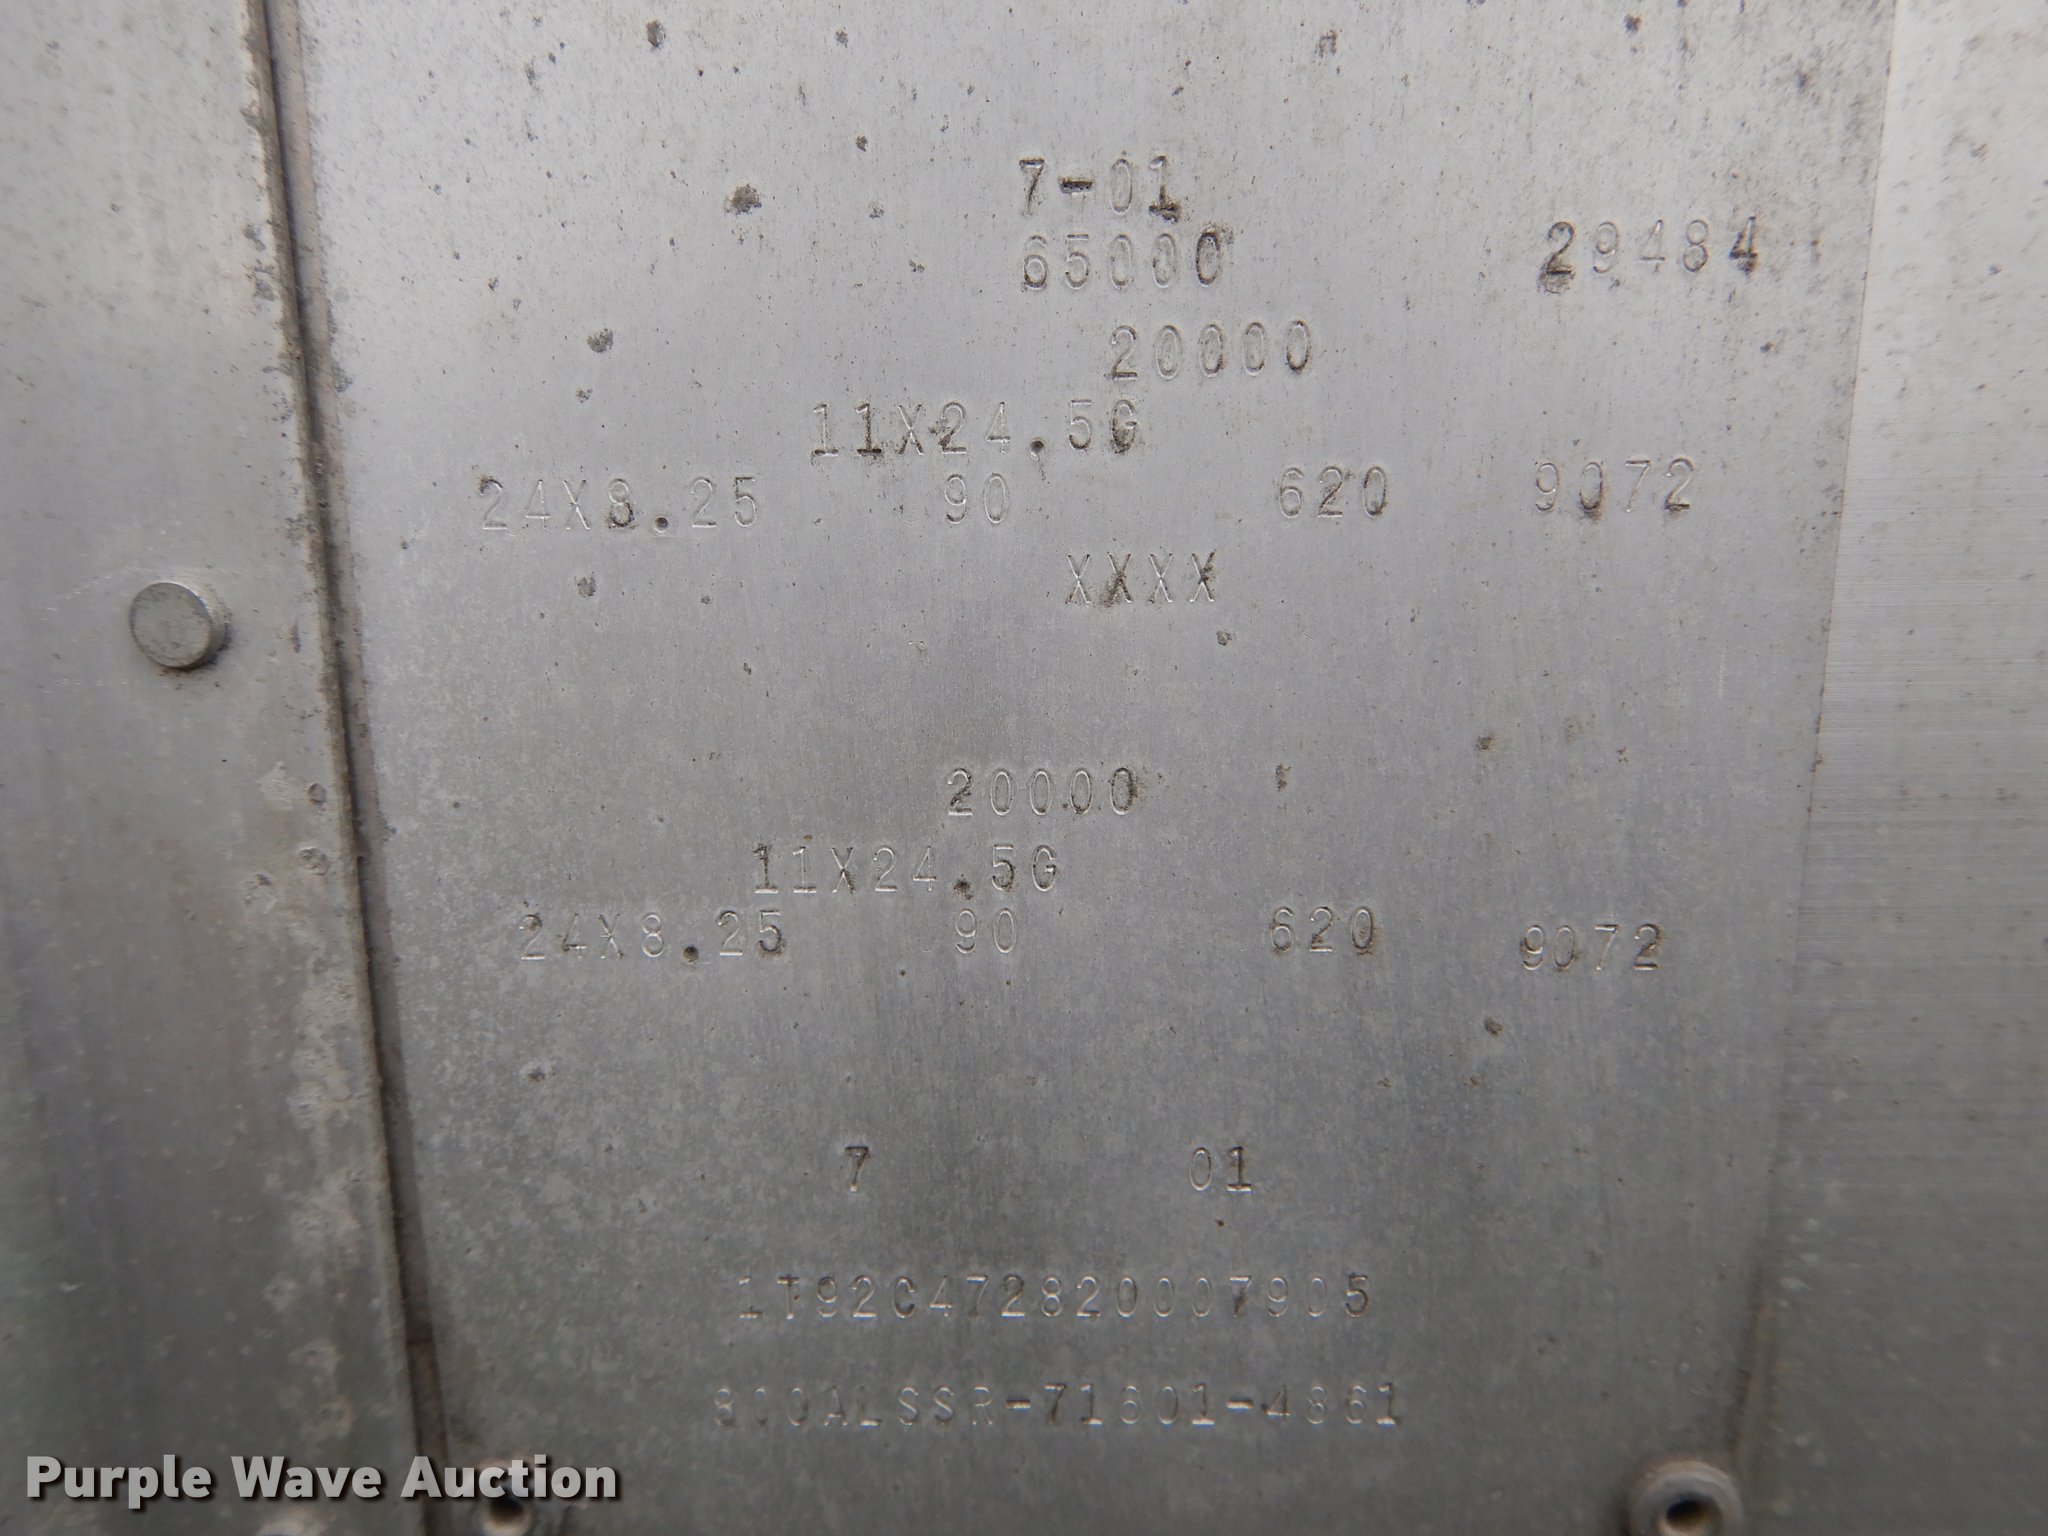 7-01
65000 29484
20000
11X24.5G
24X8.25 90 620 9072
XXXX
20000
11X24.5G
24X8.25 90 620 9072
7 01
1T92C472820007905
800ALSSR-71601-4861
Purple Wave Auction